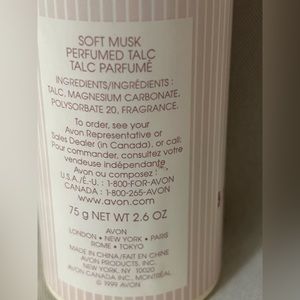 SOFT MUSK
PERFUMED TALC
TALC PARFUMÉ
INGREDIENTS/INGRÉDIENTS :
TALC, MAGNESIUM CARBONATE,
POLYSORBATE 20, FRAGRANCE.
To order, see your
Avon Representative or
Sales Dealer (in Canada), or call:
Pour commander, consultez votre
vendeuse indépendante
Avon ou composez :
U.S.A./É.-U. : 1-800-FOR-AVON
CANADA : 1-800-265-AVON
www.avon.com
75 g NET WT 2.6 OZ
AVON
LONDON • NEW YORK • PARIS
ROME • TOKYO
MADE IN CHINA/FAIT EN CHINE
AVON PRODUCTS, INC.
NEW YORK, NY 10020
AVON CANADA INC. MONTRÉAL
© 1999 AVON